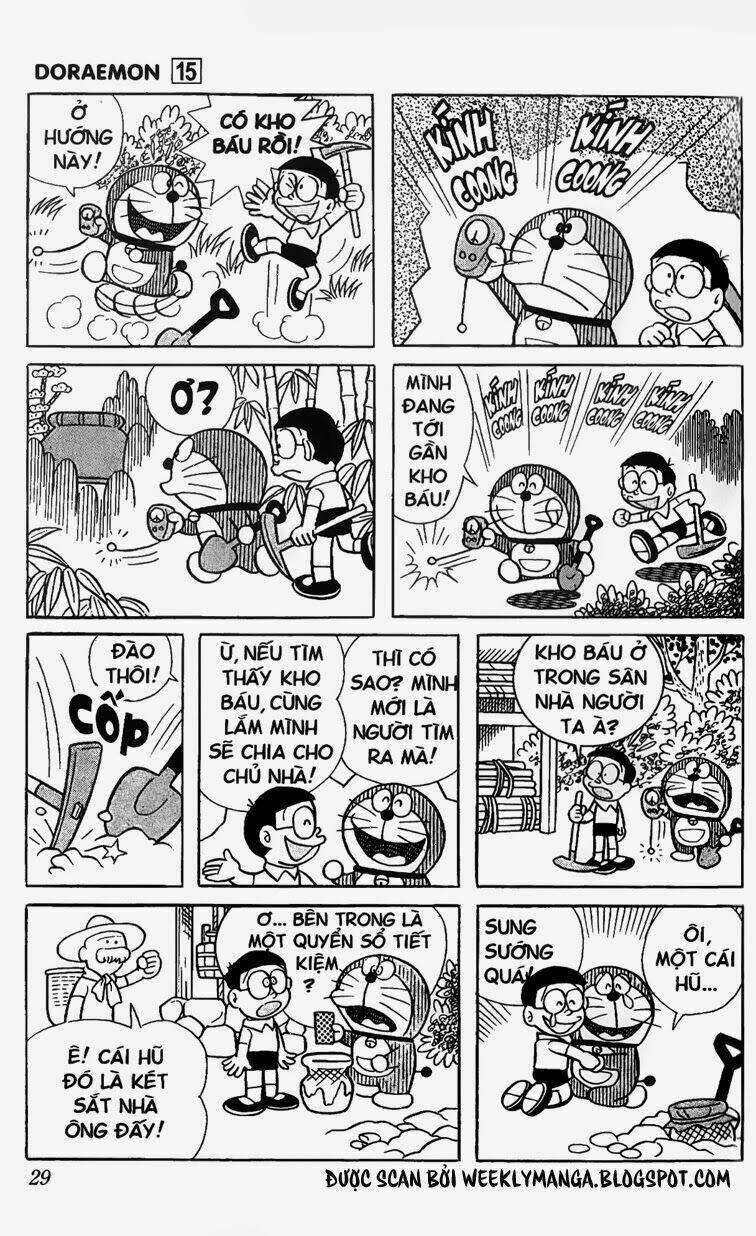 DORAEMON 15
KÍNH
COONG
KÍNH
COONG
CÓ KHO
BÁU RỒI!
Ở
HƯỚNG
NÀY!
KÍNH
COONG
KÍNH
COONG
KÍNH
COONG
KÍNH
COONG
MÌNH
ĐANG
TỚI
GẦN
KHO
BÁU!
Ơ?
KHO BÁU Ở
TRONG SÂN
NHÀ NGƯỜI
TA À?
THÌ CÓ
SAO? MÌNH
MỚI LÀ
NGƯỜI TÌM
RA MÀ!
Ừ, NẾU TÌM
THẤY KHO
BÁU, CÙNG
LẮM MÌNH
SẼ CHIA CHO
CHỦ NHÀ!
ĐÀO
THÔI!
CỐP
ÔI,
MỘT CÁI
HŨ...
SUNG
SƯỚNG
QUÁ!
Ơ... BÊN TRONG LÀ
MỘT QUYỂN SỔ TIẾT
KIỆM
?
Ê! CÁI HŨ
ĐÓ LÀ KÉT
SẮT NHÀ
ÔNG ĐẤY!
29
ĐƯỢC SCAN BỞI WEEKLYMANGA.BLOGSPOT.COM